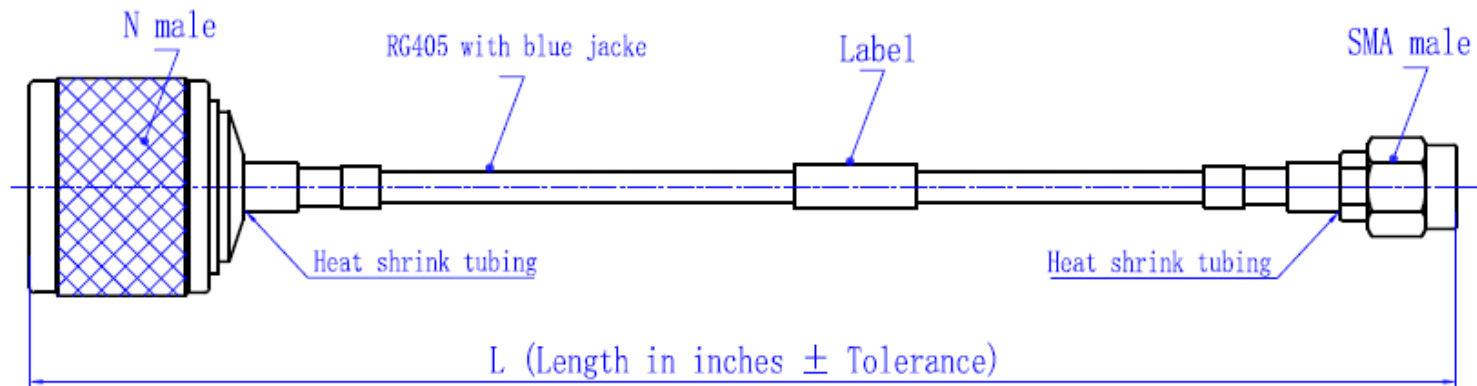 N male
RG405 with blue jacke
Label
SMA male
Heat shrink tubing
Heat shrink tubing
L (Length in inches ± Tolerance)